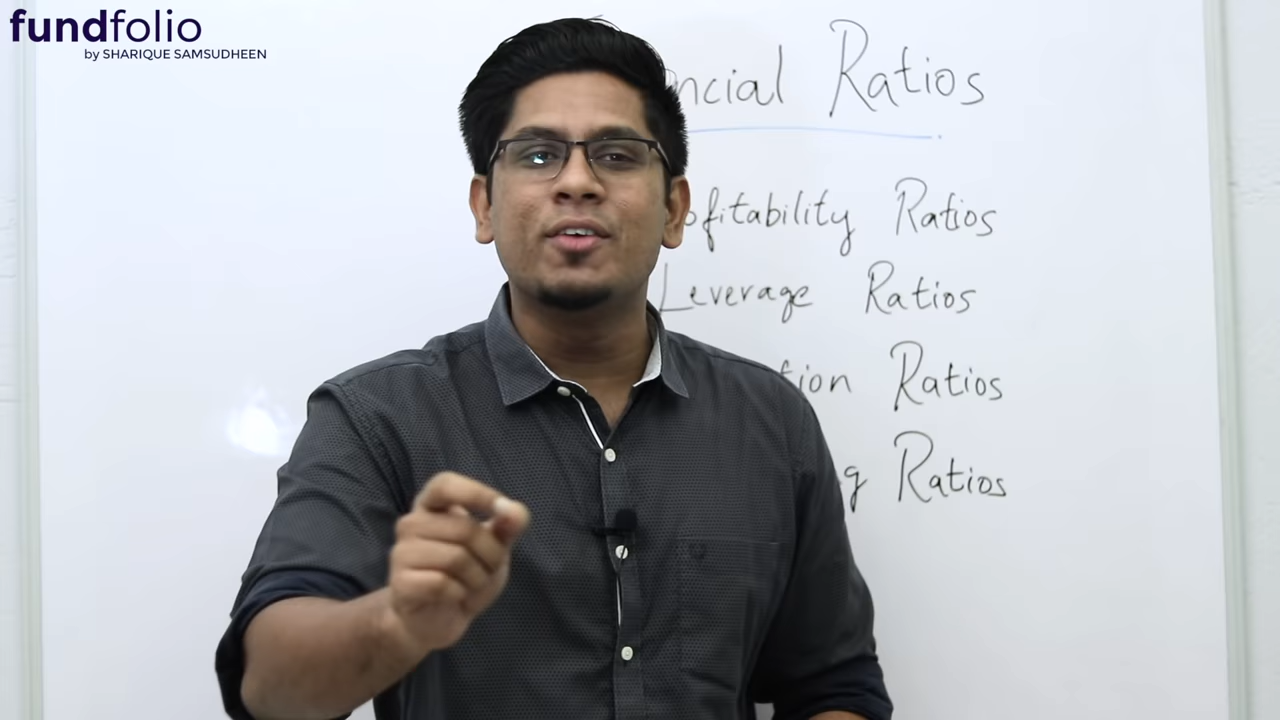 fundfolio
by SHARIQUE SAMSUDHEEN
ncial Ratios
ofitability Ratios
Leverage Ratios
tion Ratios
g Ratios